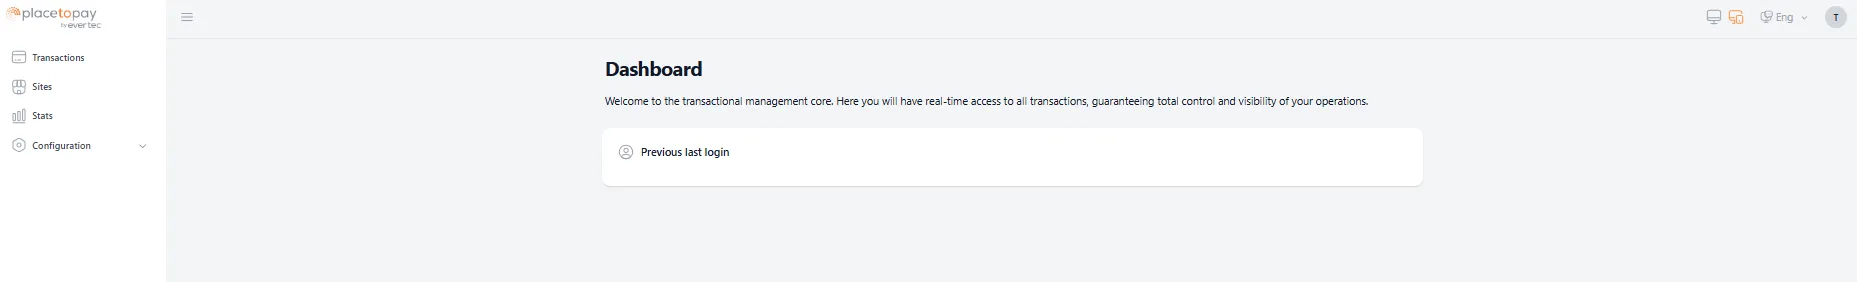 placetopay
by evertec
Eng
T
Transactions
Sites
Stats
Configuration
Dashboard
Welcome to the transactional management core. Here you will have real-time access to all transactions, guaranteeing total control and visibility of your operations.
Previous last login